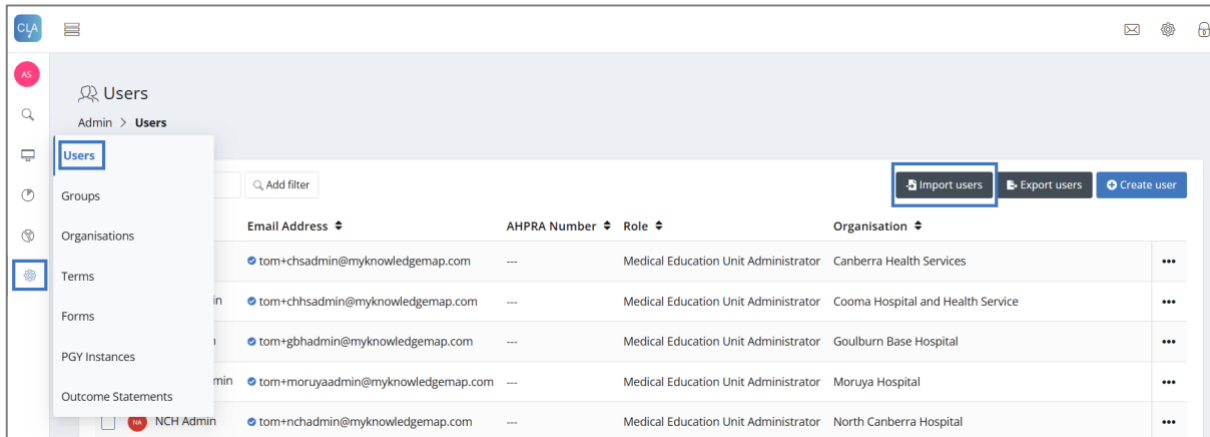 CLA
AS
Users
Admin > Users
Users
Groups
Organisations
Terms
Forms
PGY Instances
Outcome Statements
Add filter
Import users
Export users
Create user
Email Address AHPRA Number Role Organisation
tom+chsadmin@myknowledgemap.com --- Medical Education Unit Administrator Canberra Health Services •••
in tom+chhsadmin@myknowledgemap.com --- Medical Education Unit Administrator Cooma Hospital and Health Service •••
tom+gbhadmin@myknowledgemap.com --- Medical Education Unit Administrator Goulburn Base Hospital •••
min tom+moruyaadmin@myknowledgemap.com --- Medical Education Unit Administrator Moruya Hospital •••
NA NCH Admin tom+nchadmin@myknowledgemap.com --- Medical Education Unit Administrator North Canberra Hospital •••